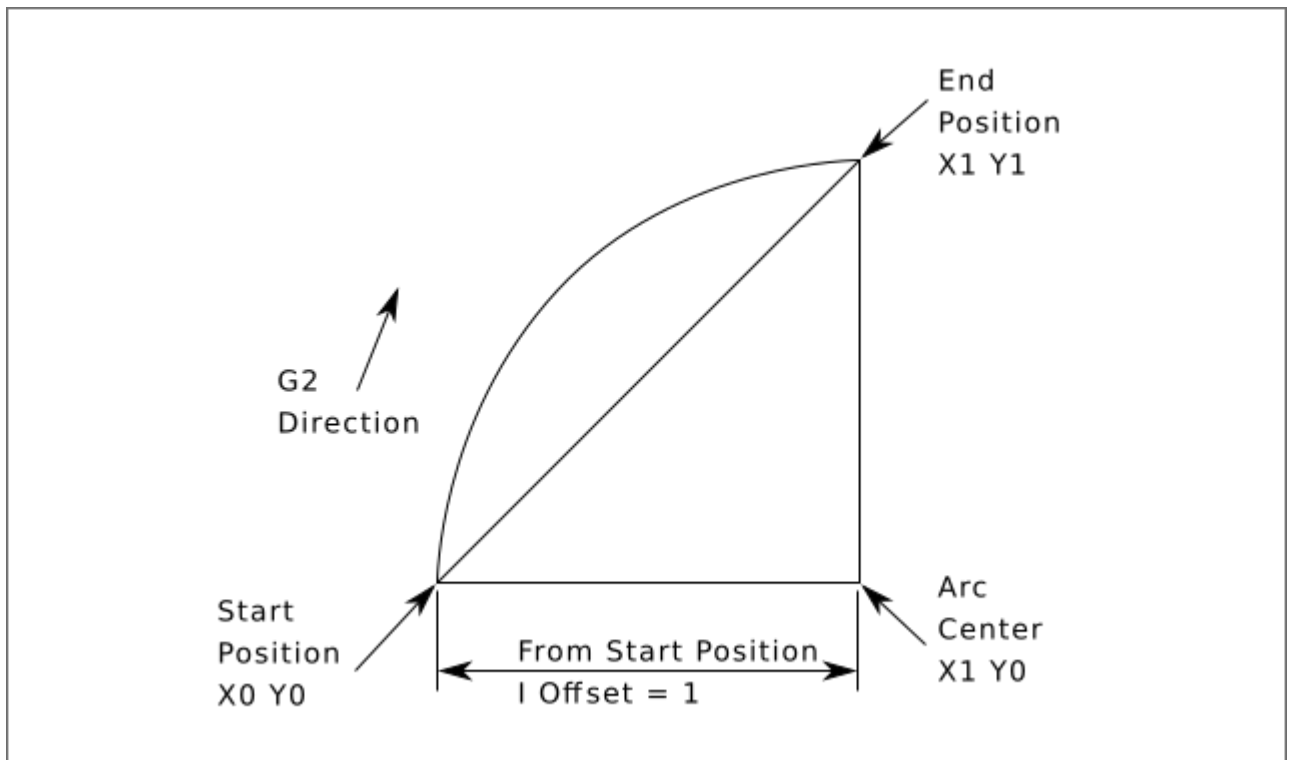 End
Position
X1 Y1
G2
Direction
Start
Position
X0 Y0
From Start Position
I Offset = 1
Arc
Center
X1 Y0